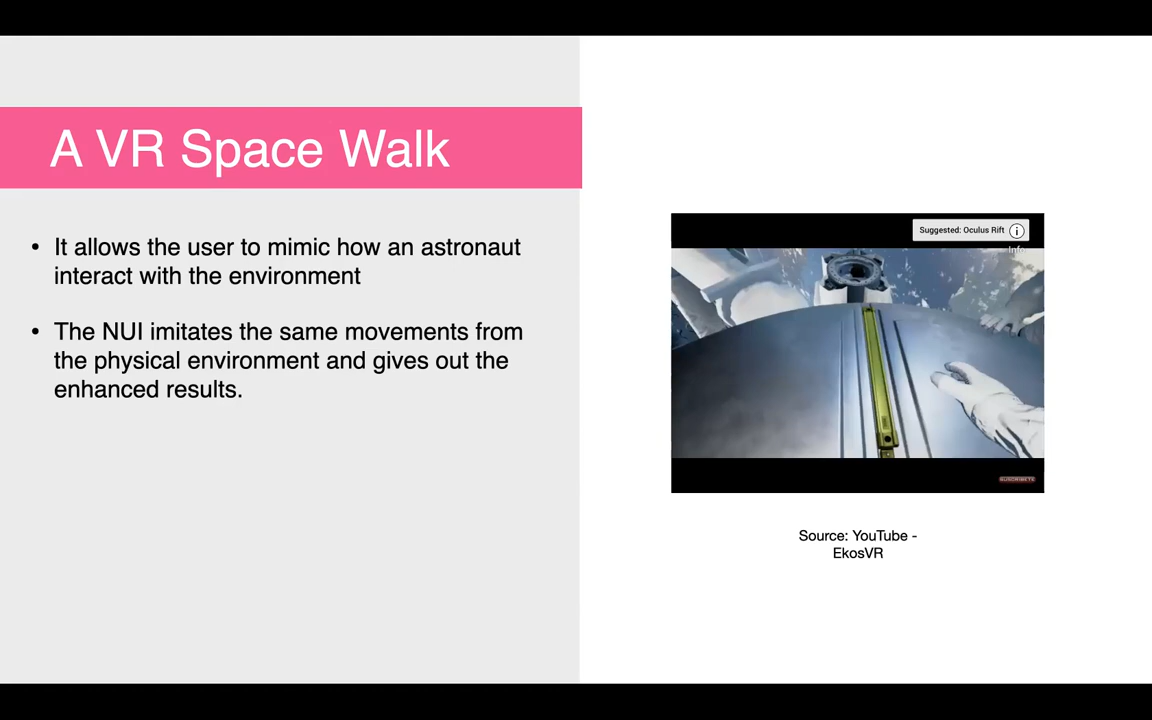 A VR Space Walk
• It allows the user to mimic how an astronaut
interact with the environment
• The NUI imitates the same movements from
the physical environment and gives out the
enhanced results.
Suggested: Oculus Rift
Info
SUSCRIBETE
Source: YouTube -
EkosVR